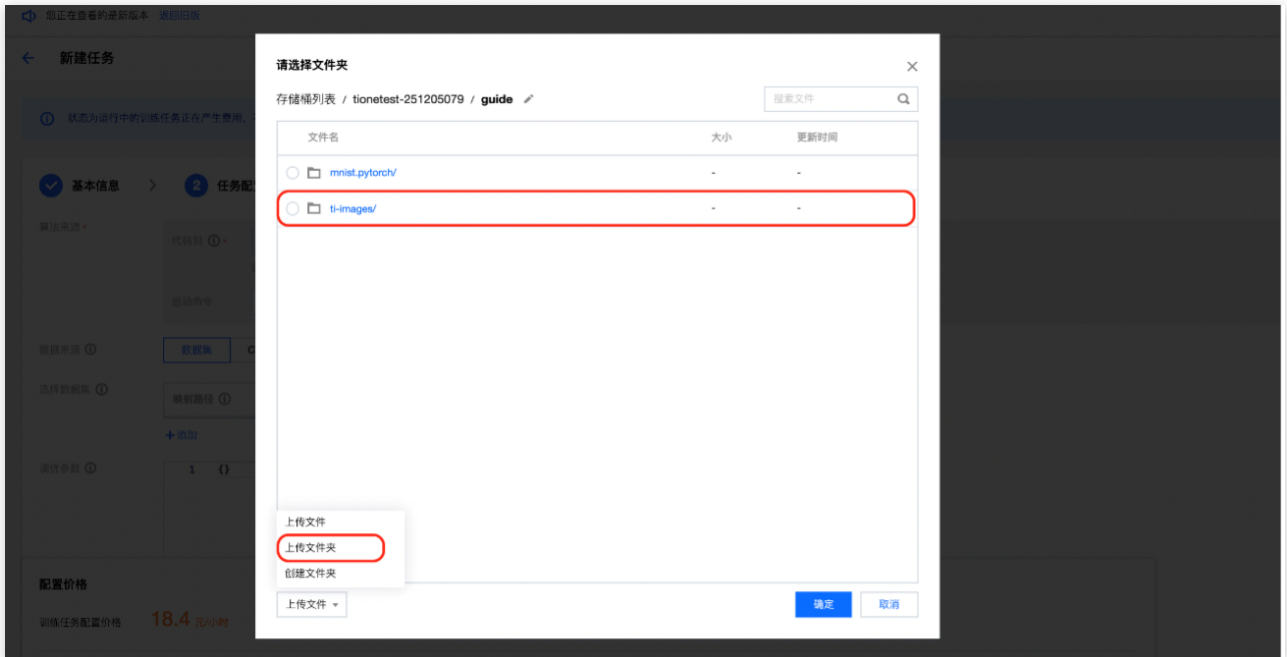 您正在查看的是新版本 返回旧版
新建任务
请选择文件夹
存储桶列表 / tionetest-251205079 / guide
搜索文件
状态为运行中的训练任务正在产生费用,
文件名 大小 更新时间
mnist.pytorch/ - -
基本信息 2 任务配
ti-images/ - -
算法来源
代码包
启动命令
数据来源 数据集 C
选择数据集
映射路径
+添加
调优参数 1 {}
上传文件
上传文件夹
创建文件夹
配置价格
上传文件 确定 取消
训练任务配置价格 18.4 元/小时